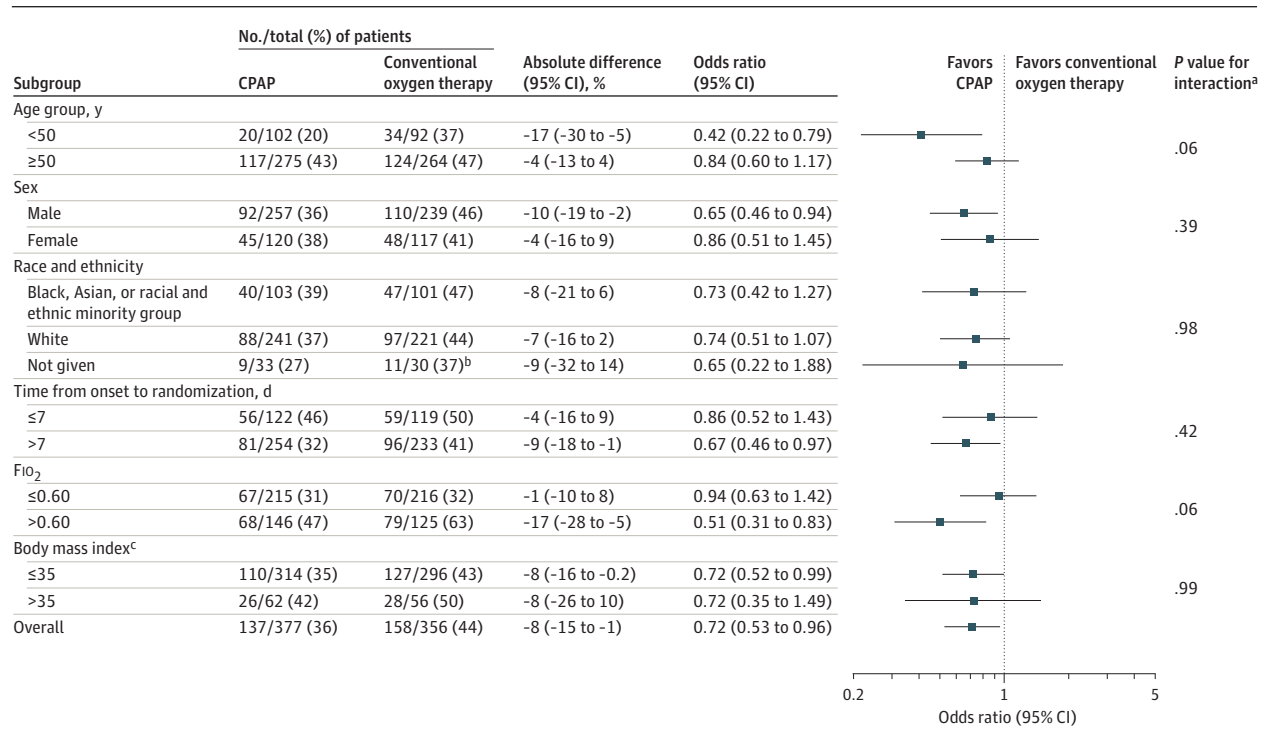 No./total (%) of patients
Subgroup CPAP Conventional oxygen therapy Absolute difference (95% CI), % Odds ratio (95% CI) Favors CPAP Favors conventional oxygen therapy P value for interactionᵃ
Age group, y
<50 20/102 (20) 34/92 (37) -17 (-30 to -5) 0.42 (0.22 to 0.79)
.06
≥50 117/275 (43) 124/264 (47) -4 (-13 to 4) 0.84 (0.60 to 1.17)
Sex
Male 92/257 (36) 110/239 (46) -10 (-19 to -2) 0.65 (0.46 to 0.94)
.39
Female 45/120 (38) 48/117 (41) -4 (-16 to 9) 0.86 (0.51 to 1.45)
Race and ethnicity
Black, Asian, or racial and ethnic minority group 40/103 (39) 47/101 (47) -8 (-21 to 6) 0.73 (0.42 to 1.27)
.98
White 88/241 (37) 97/221 (44) -7 (-16 to 2) 0.74 (0.51 to 1.07)
Not given 9/33 (27) 11/30 (37)ᵇ -9 (-32 to 14) 0.65 (0.22 to 1.88)
Time from onset to randomization, d
≤7 56/122 (46) 59/119 (50) -4 (-16 to 9) 0.86 (0.52 to 1.43)
.42
>7 81/254 (32) 96/233 (41) -9 (-18 to -1) 0.67 (0.46 to 0.97)
FIO₂
≤0.60 67/215 (31) 70/216 (32) -1 (-10 to 8) 0.94 (0.63 to 1.42)
.06
>0.60 68/146 (47) 79/125 (63) -17 (-28 to -5) 0.51 (0.31 to 0.83)
Body mass indexᶜ
≤35 110/314 (35) 127/296 (43) -8 (-16 to -0.2) 0.72 (0.52 to 0.99)
.99
>35 26/62 (42) 28/56 (50) -8 (-26 to 10) 0.72 (0.35 to 1.49)
Overall 137/377 (36) 158/356 (44) -8 (-15 to -1) 0.72 (0.53 to 0.96)
0.2 1 5
Odds ratio (95% CI)